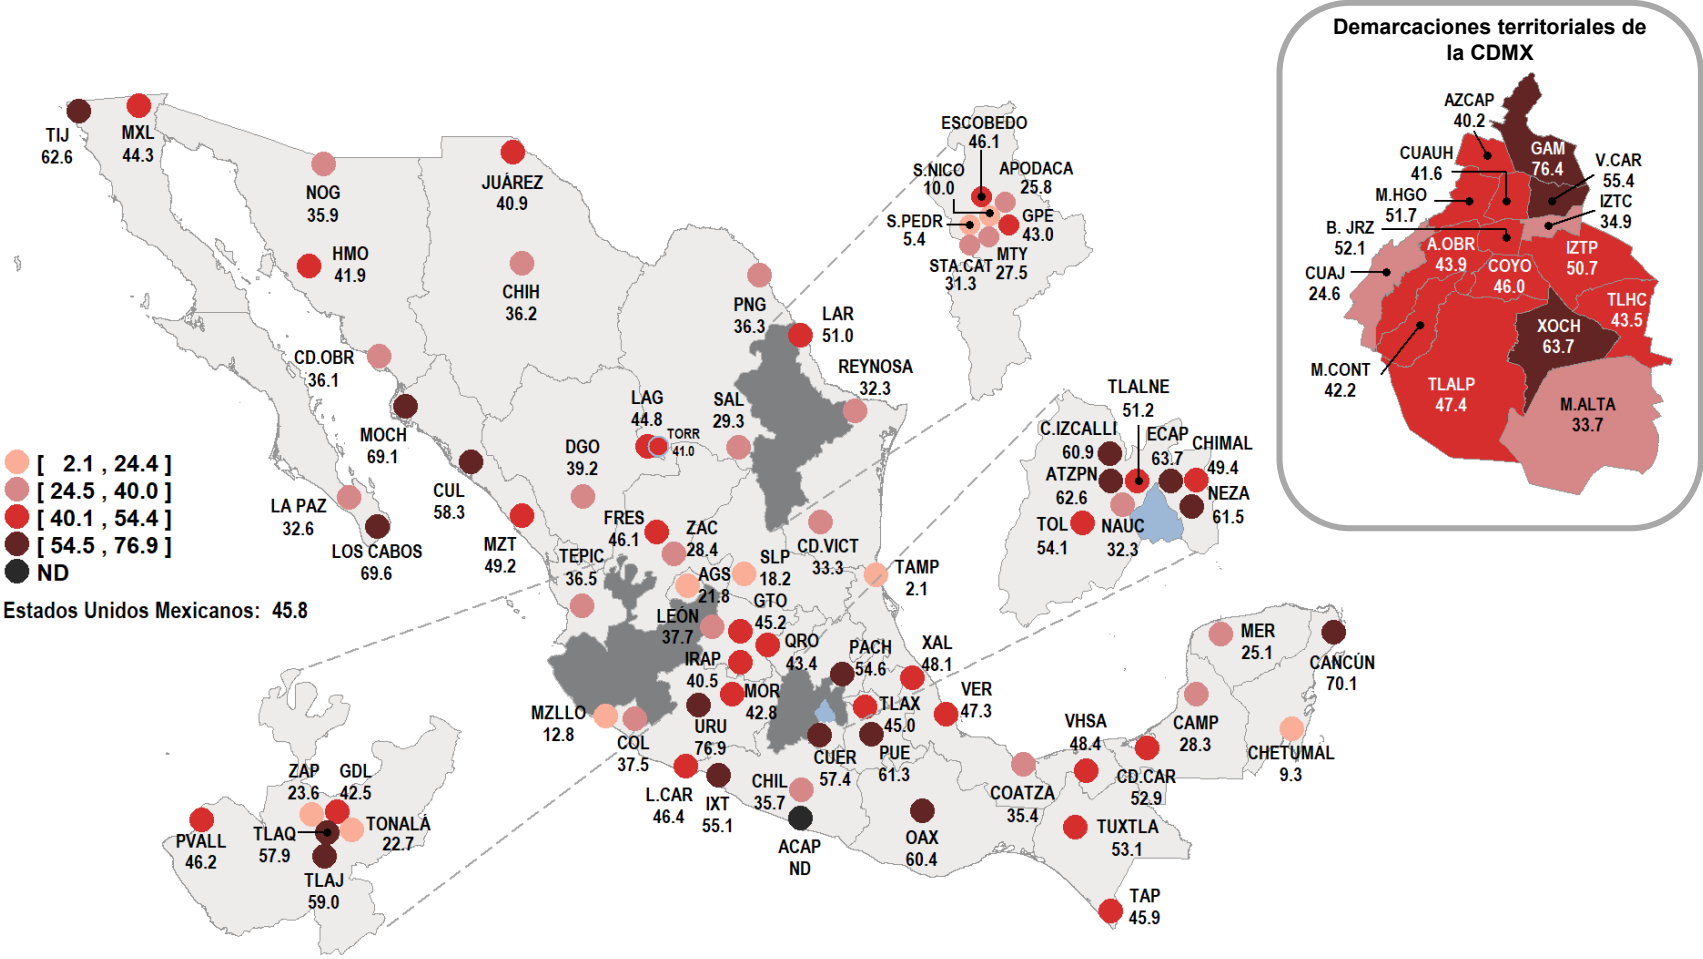 Demarcaciones territoriales de
la CDMX
AZCAP
40.2
CUAUH
41.6
GAM
76.4
V.CAR
55.4
M.HGO
51.7
IZTC
34.9
B. JRZ
52.1
A.OBR
43.9
IZTP
50.7
CUAJ
24.6
COYO
46.0
TLHC
43.5
XOCH
63.7
M.CONT
42.2
TLALP
47.4
M.ALTA
33.7
TIJ
62.6
MXL
44.3
NOG
35.9
HMO
41.9
JUÁREZ
40.9
CHIH
36.2
CD.OBR
36.1
MOCH
69.1
CUL
58.3
LA PAZ
32.6
LOS CABOS
69.6
MZT
49.2
DGO
39.2
LAG
44.8
TORR
41.0
SAL
29.3
PNG
36.3
LAR
51.0
REYNOSA
32.3
ESCOBEDO
46.1
S.NICO
10.0
APODACA
25.8
S.PEDR
5.4
GPE
43.0
MTY
27.5
STA.CAT
31.3
FRES
46.1
ZAC
28.4
TEPIC
36.5
AGS
21.8
SLP
18.2
CD.VICT
33.3
TAMP
2.1
LEÓN
37.7
GTO
45.2
IRAP
40.5
QRO
43.4
PACH
54.6
XAL
48.1
MOR
42.8
URU
76.9
MZLLO
12.8
COL
37.5
L.CAR
46.4
IXT
55.1
CHIL
35.7
ACAP
ND
CUER
57.4
TLAX
45.0
PUE
61.3
VER
47.3
OAX
60.4
COATZA
35.4
VHSA
48.4
CD.CAR
52.9
TUXTLA
53.1
TAP
45.9
CAMP
28.3
MER
25.1
CANCÚN
70.1
CHETUMAL
9.3
TLALNE
51.2
C.IZCALLI
60.9
ECAP
63.7
CHIMAL
49.4
ATZPN
62.6
NEZA
61.5
TOL
54.1
NAUC
32.3
ZAP
23.6
GDL
42.5
PVALL
46.2
TLAQ
57.9
TONALÁ
22.7
TLAJ
59.0
[ 2.1 , 24.4 ]
[ 24.5 , 40.0 ]
[ 40.1 , 54.4 ]
[ 54.5 , 76.9 ]
ND
Estados Unidos Mexicanos: 45.8